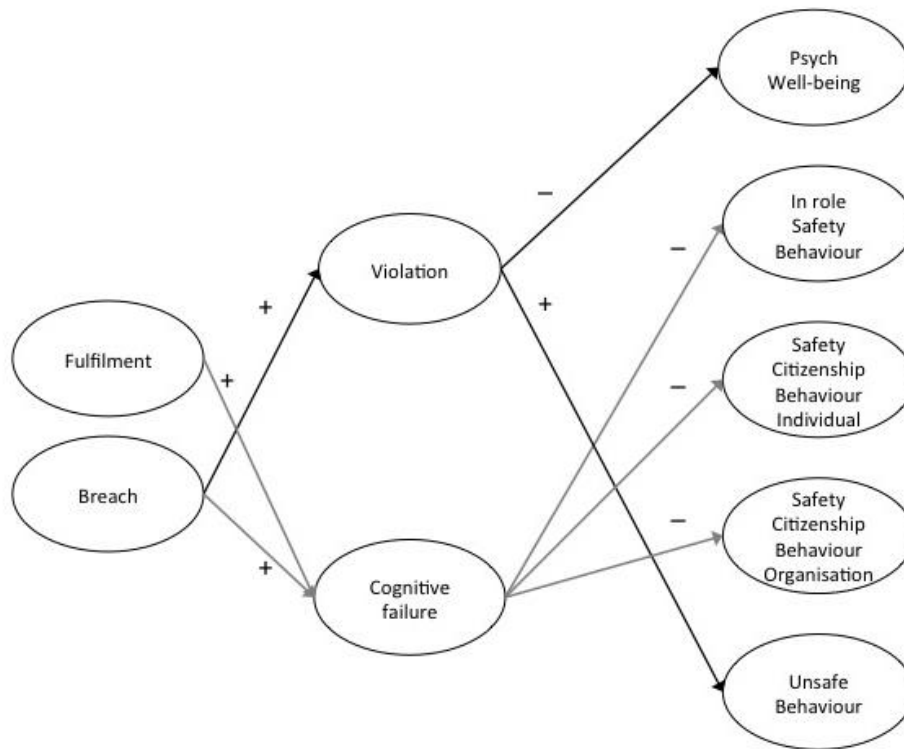 Psych
Well-being
In role
Safety
Behaviour
–
–
Violation
+
+
Fulfilment
+
Safety
Citizenship
Behaviour
Individual
–
Breach
Safety
Citizenship
Behaviour
Organisation
–
+
Cognitive
failure
Unsafe
Behaviour